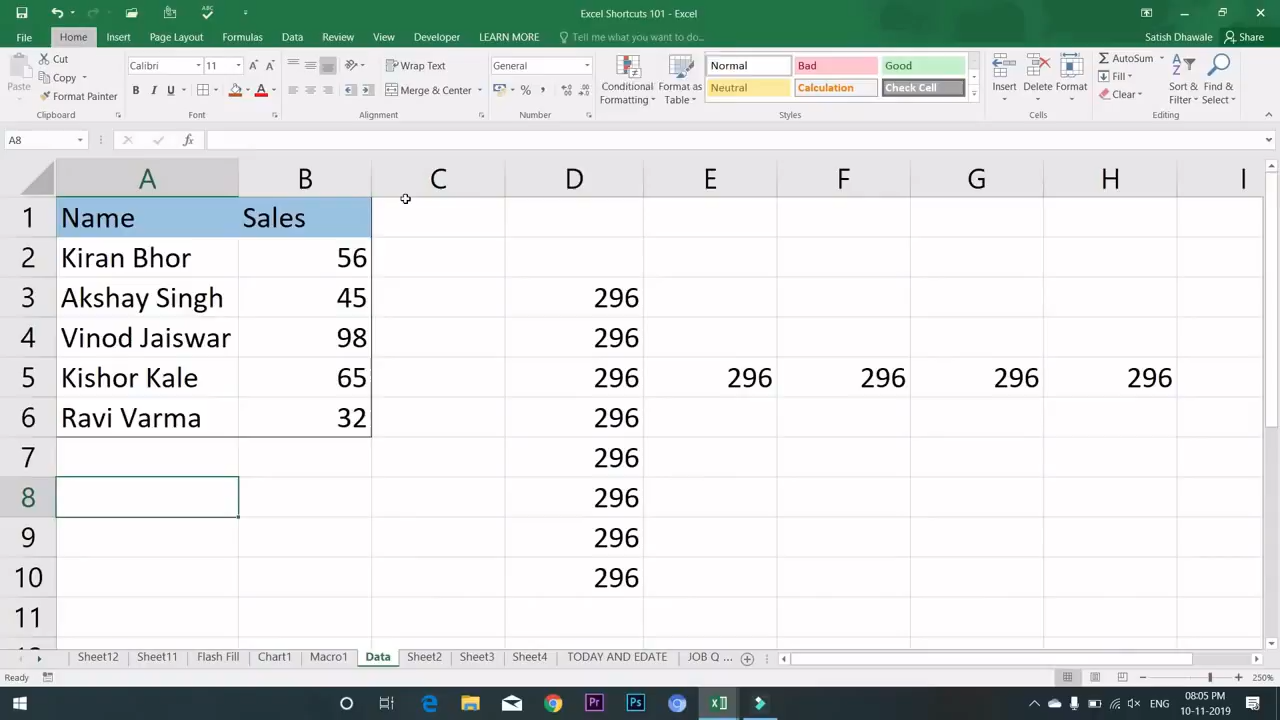 Excel Shortcuts 101 - Excel
File Home Insert Page Layout Formulas Data Review View Developer LEARN MORE Tell me what you want to do... Satish Dhawale Share
Paste
Cut
Copy
Format Painter
Clipboard
Calibri 11
B I U
Font
Wrap Text
Merge & Center
Alignment
General
%
Number
Conditional Formatting
Format as Table
Normal Bad Good
Neutral Calculation Check Cell
Styles
Insert Delete Format
Cells
AutoSum
Fill
Clear
Sort & Filter
Find & Select
Editing
A8 fx
A B C D E F G H I
1 Name Sales
2 Kiran Bhor 56
3 Akshay Singh 45 296
4 Vinod Jaiswar 98 296
5 Kishor Kale 65 296 296 296 296 296
6 Ravi Varma 32 296
7 296
8 296
9 296
10 296
11
Sheet12 Sheet11 Flash Fill Chart1 Macro1 Data Sheet2 Sheet3 Sheet4 TODAY AND EDATE JOB Q ...
Ready 250%
Pr Ps ENG 08:05 PM
10-11-2019